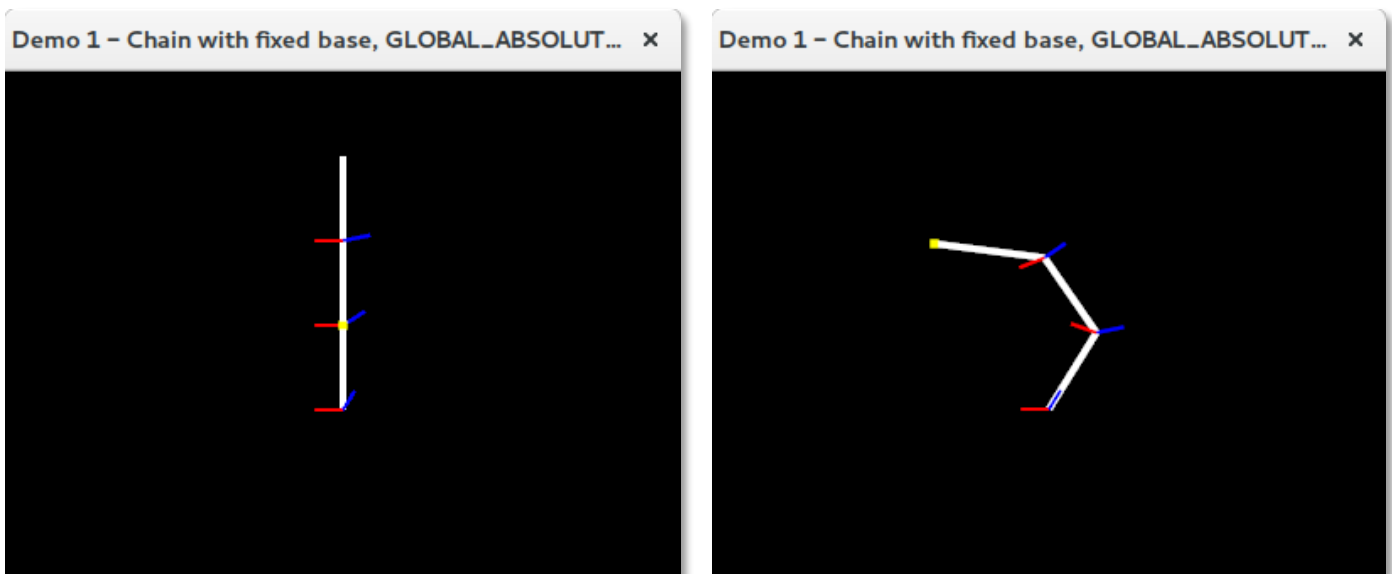 Demo 1 – Chain with fixed base, GLOBAL_ABSOLUT...
Demo 1 – Chain with fixed base, GLOBAL_ABSOLUT...